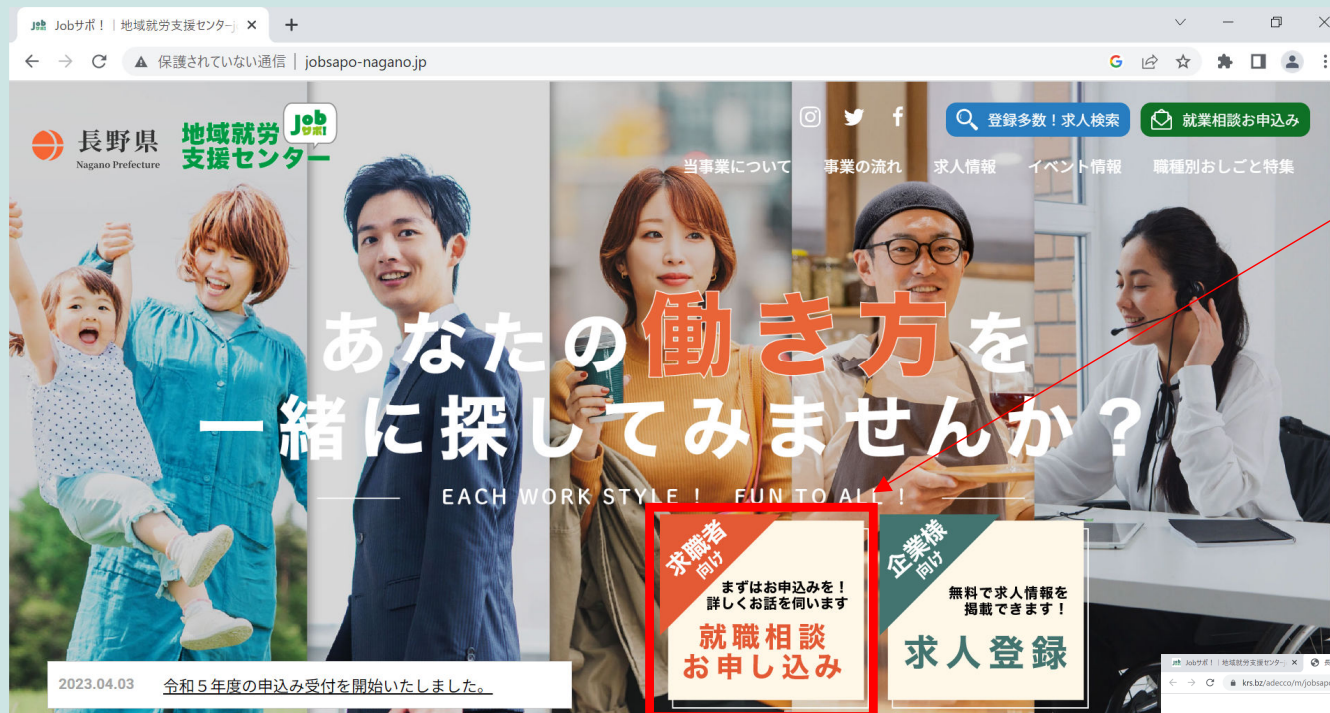 Jobサポ！｜地域就労支援センター
保護されていない通信 | jobsapo-nagano.jp
長野県
Nagano Prefecture
地域就労
支援センター
Job
サポ!
登録多数！求人検索
就業相談お申込み
当事業について 事業の流れ 求人情報 イベント情報 職種別おしごと特集
あなたの働き方を
一緒に探してみませんか？
EACH WORK STYLE ! FUN TO ALL !
求職者
向け
まずはお申込みを！
詳しくお話を伺います
就職相談
お申し込み
企業様
向け
無料で求人情報を
掲載できます！
求人登録
2023.04.03 令和５年度の申込み受付を開始いたしました。
Jobサポ！｜地域就労支援センター
krs.bz/adecco/m/jobsapo